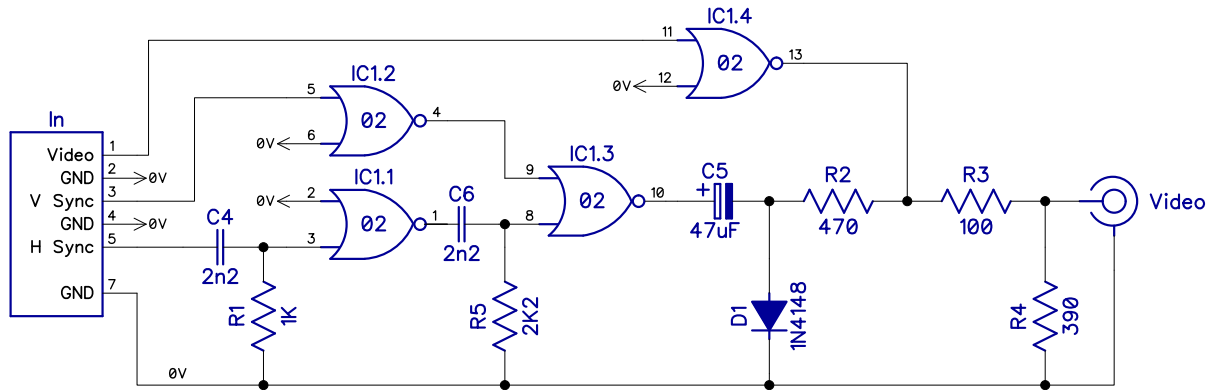 IC1.4
11
02
13
12
0V
IC1.2
5
02
4
6
0V
In
Video 1
GND 2 0V
V Sync 3
GND 4 0V
H Sync 5
GND 7
0V
C4
2n2
R1
1K
IC1.1
2
0V
02
1
3
C6
2n2
R5
2K2
IC1.3
9
02
10
8
C5
+
47uF
D1
1N4148
R2
470
R3
100
R4
390
Video